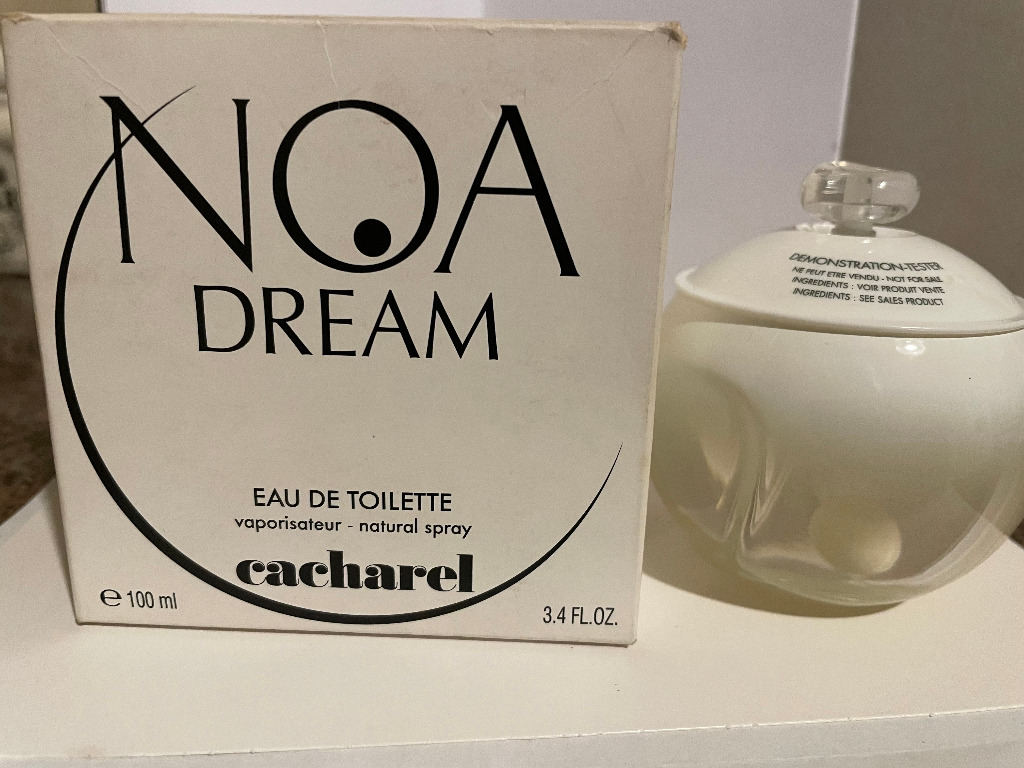 NOA
DREAM
EAU DE TOILETTE
vaporisateur - natural spray
cacharel
e 100 ml
3.4 FL.OZ.
DEMONSTRATION-TESTER
NE PEUT ETRE VENDU - NOT FOR SALE
INGREDIENTS : VOIR PRODUIT VENTE
INGREDIENTS : SEE SALES PRODUCT